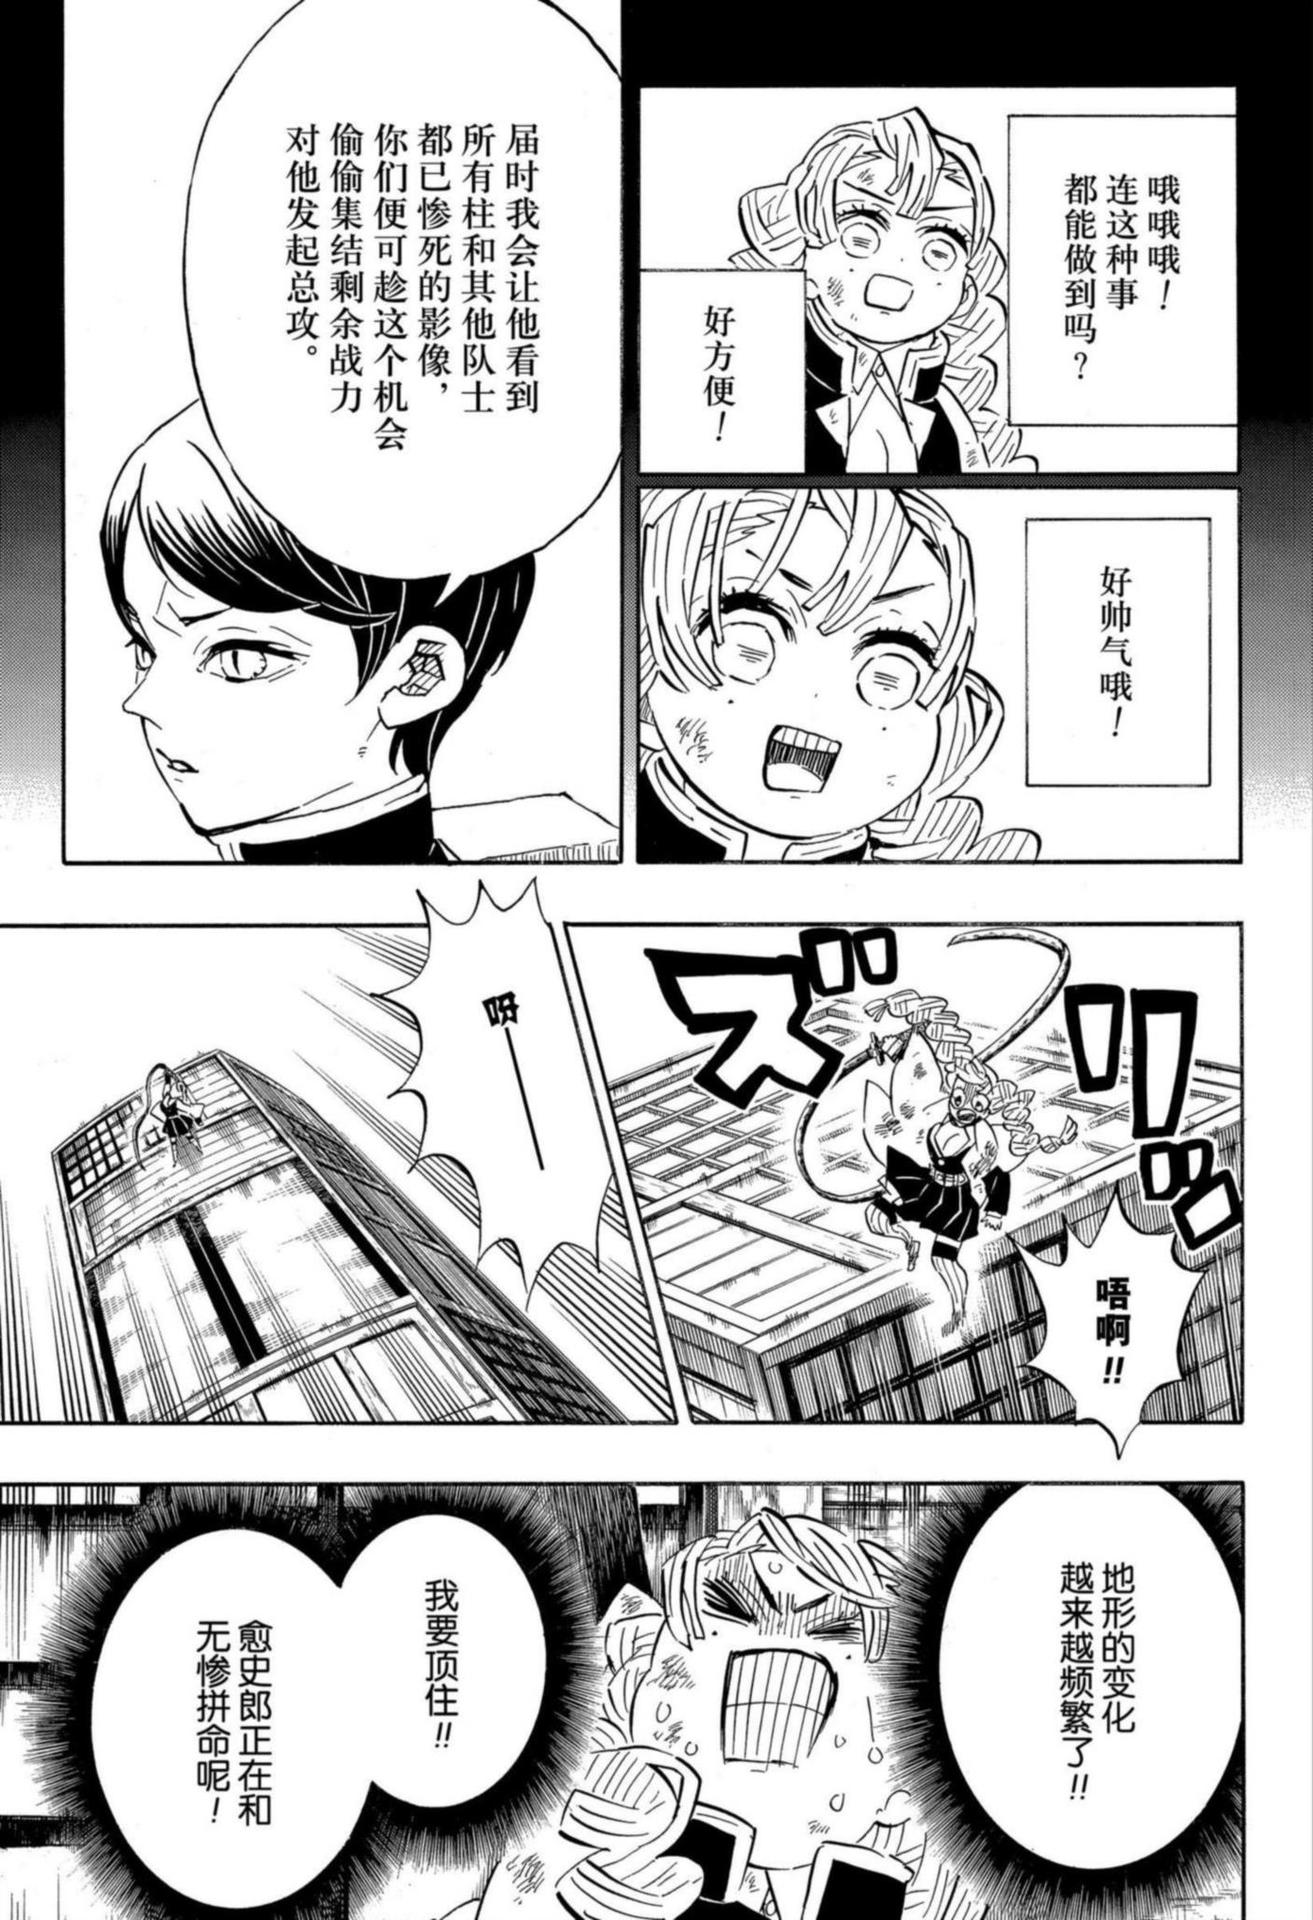 哦哦哦！
连这种事
都能做到吗？
好方便！
好帅气哦！
届时我会让他看到
所有柱和其他队士
都已惨死的影像，
你们便可趁这个机会
偷偷集结剩余战力
对他发起总攻。
ズズ
唔啊!!
呀——
地形的变化
越来越频繁了!!
我要顶住!!
愈史郎正在和
无惨拼命呢！